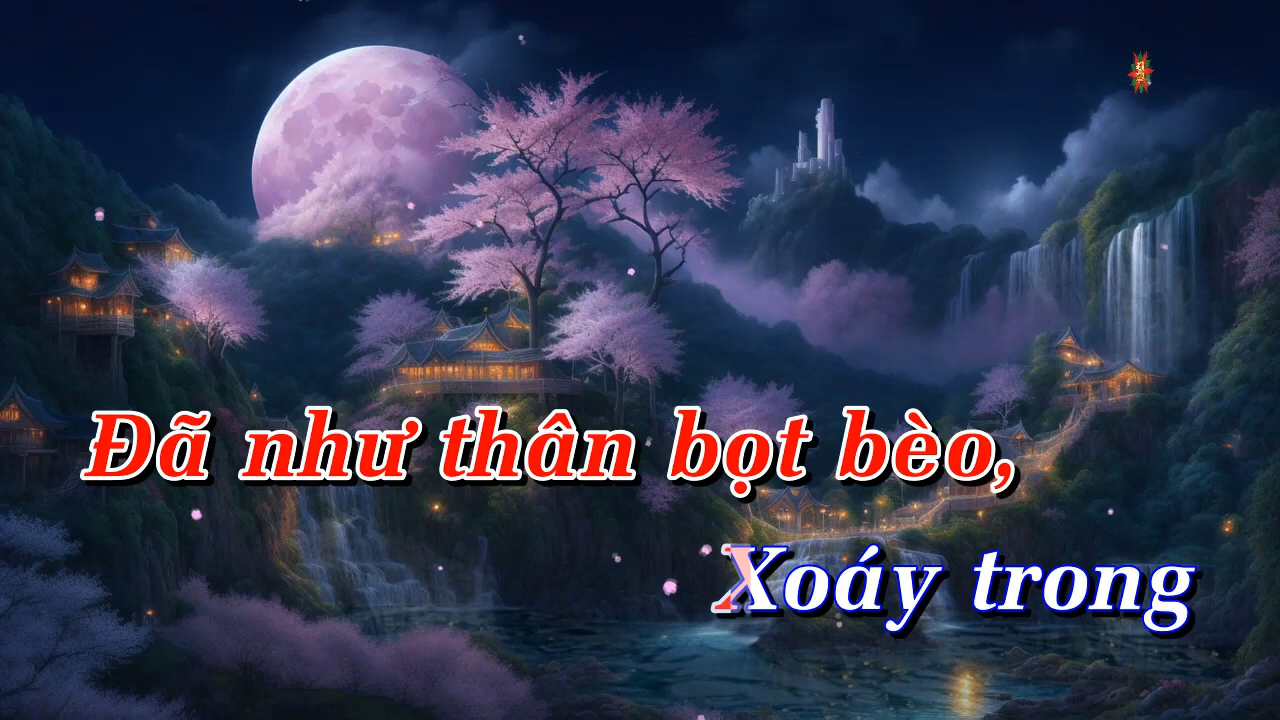 Đã như thân bọt bèo,
Xoáy trong